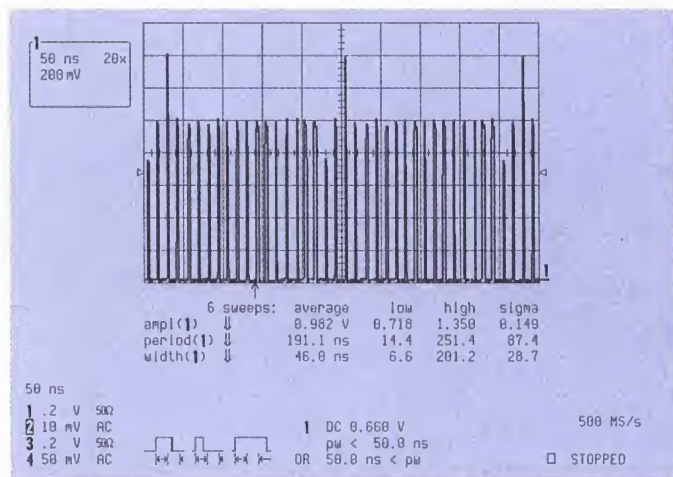 1
50 ns 20x
200 mV
1
6 sweeps: average low high sigma
ampl(1) ⇓ 0.982 V 0.718 1.350 0.149
period(1) ⇓ 191.1 ns 14.4 251.4 87.4
width(1) ⇓ 46.0 ns 6.6 201.2 28.7
50 ns
1 .2 V 50Ω
2 10 mV AC
3 .2 V 50Ω
4 50 mV AC
1 DC 0.660 V
pw < 50.0 ns
OR 50.0 ns < pw
500 MS/s
□ STOPPED